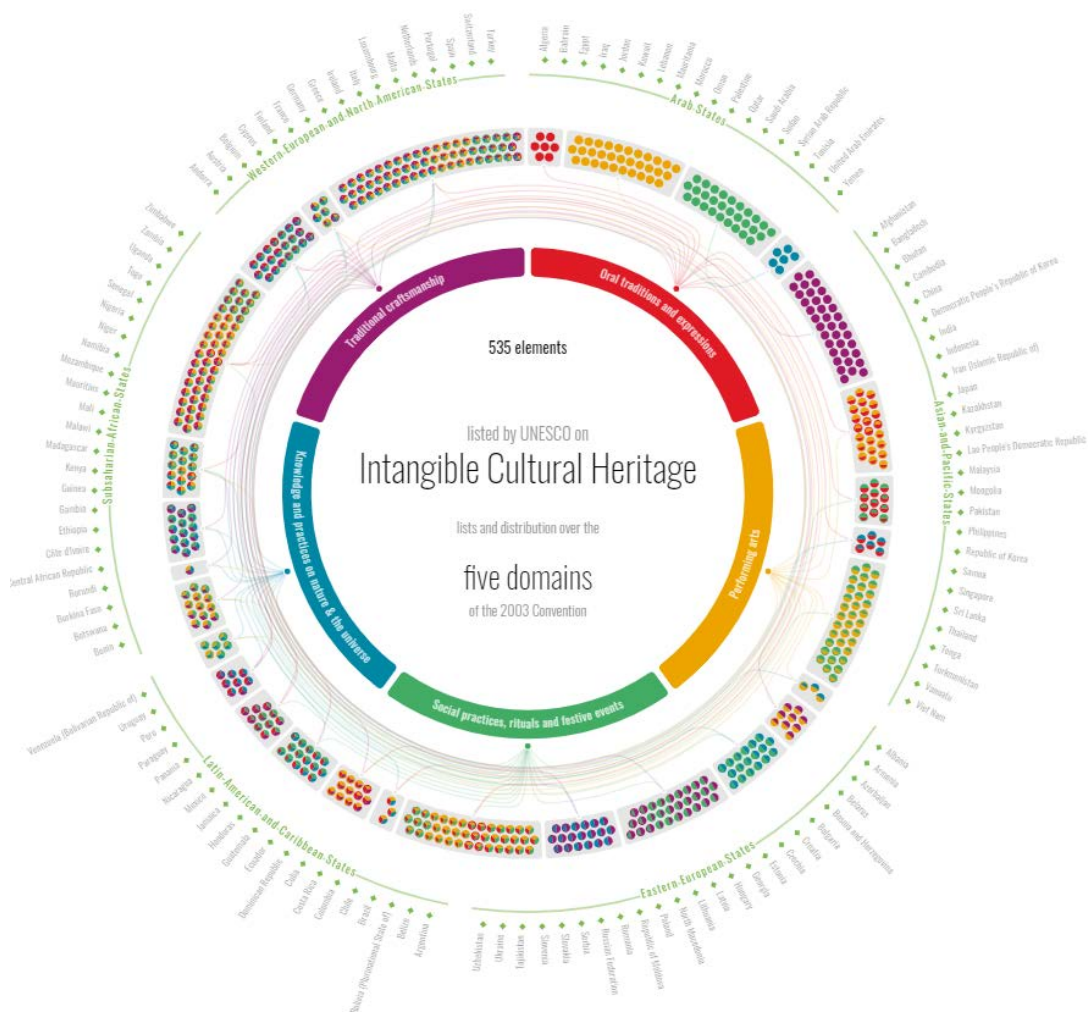 535 elements
listed by UNESCO on
Intangible Cultural Heritage
lists and distribution over the
five domains
of the 2003 Convention
Oral traditions and expressions
Performing arts
Social practices, rituals and festive events
Knowledge and practices on nature & the universe
Traditional craftsmanship
Arab-States
Algeria
Bahrain
Egypt
Iraq
Jordan
Kuwait
Lebanon
Mauritania
Morocco
Oman
Palestine
Qatar
Saudi Arabia
Sudan
Syrian Arab Republic
Tunisia
United Arab Emirates
Yemen
Asian-and-Pacific-States
Afghanistan
Bangladesh
Bhutan
Cambodia
China
Democratic People's Republic of Korea
India
Indonesia
Iran (Islamic Republic of)
Japan
Kazakhstan
Kyrgyzstan
Lao People's Democratic Republic
Malaysia
Mongolia
Pakistan
Philippines
Republic of Korea
Samoa
Singapore
Sri Lanka
Thailand
Tonga
Turkmenistan
Vanuatu
Viet Nam
Eastern-European-States
Albania
Armenia
Azerbaijan
Belarus
Bosnia and Herzegovina
Bulgaria
Croatia
Czechia
Estonia
Georgia
Hungary
Latvia
Lithuania
North Macedonia
Poland
Republic of Moldova
Romania
Russian Federation
Serbia
Slovakia
Slovenia
Tajikistan
Ukraine
Uzbekistan
Latin-American-and-Caribbean-States
Argentina
Belize
(Plurinational State of)
Brazil
Chile
Colombia
Costa Rica
Cuba
Dominican Republic
Ecuador
Guatemala
Honduras
Jamaica
Mexico
Nicaragua
Panama
Paraguay
Peru
Uruguay
Venezuela (Bolivarian Republic of)
Subsaharian-African-States
Benin
Botswana
Burkina Faso
Burundi
Central African Republic
Côte d'Ivoire
Ethiopia
Gambia
Guinea
Kenya
Madagascar
Malawi
Mali
Mauritius
Mozambique
Namibia
Niger
Nigeria
Senegal
Togo
Uganda
Zambia
Zimbabwe
Western-European-and-North-American-States
Andorra
Austria
Belgium
Cyprus
Finland
France
Germany
Greece
Ireland
Italy
Luxembourg
Malta
Netherlands
Portugal
Spain
Switzerland
Turkey